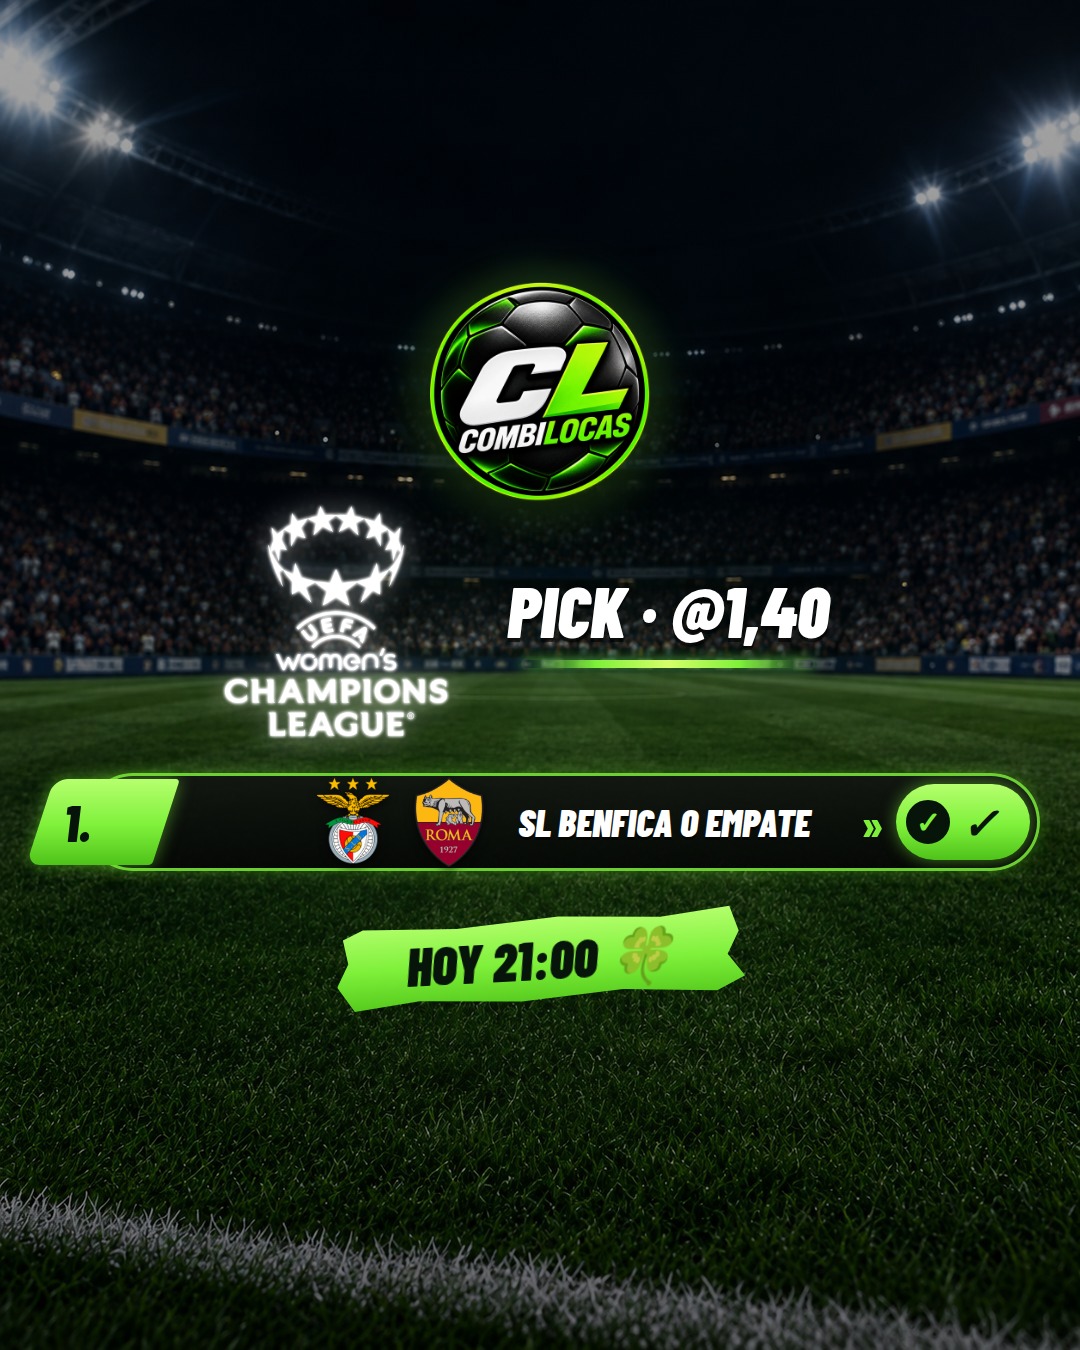 CL
COMBILOCAS
UEFA
women's
CHAMPIONS
LEAGUE®
PICK · @1,40
1.
ROMA
1927
SL BENFICA O EMPATE
»
✓ ✓
HOY 21:00 🍀